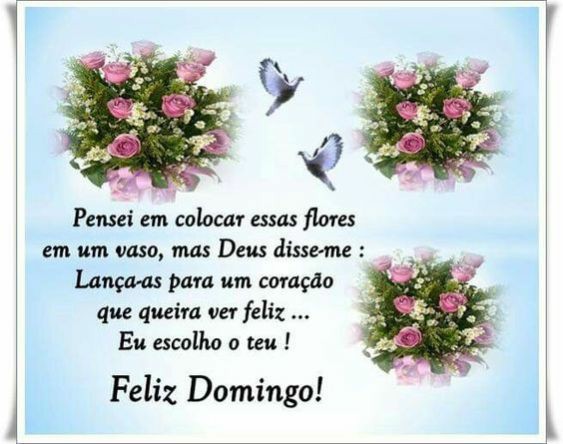 Pensei em colocar essas flores
em um vaso, mas Deus disse-me :
Lança-as para um coração
que queira ver feliz ...
Eu escolho o teu !
Feliz Domingo!